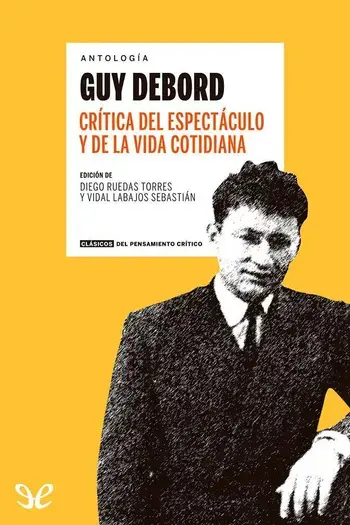 ANTOLOGÍA
GUY DEBORD
CRÍTICA DEL ESPECTÁCULO
Y DE LA VIDA COTIDIANA
EDICIÓN DE
DIEGO RUEDAS TORRES
Y VIDAL LABAJOS SEBASTIÁN
CLÁSICOS DEL PENSAMIENTO CRÍTICO